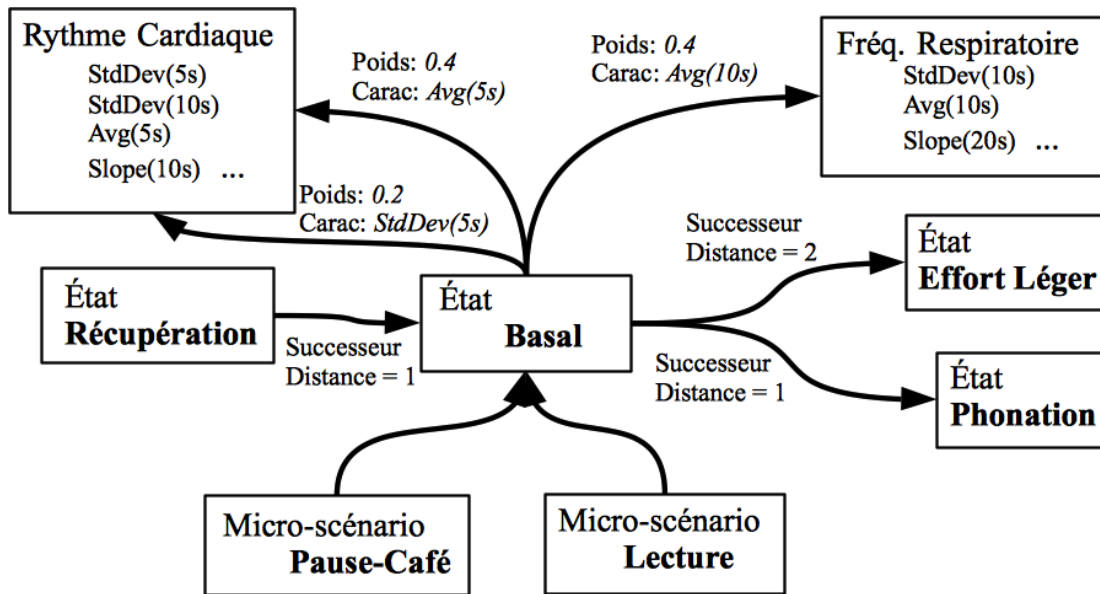 Rythme Cardiaque
StdDev(5s)
StdDev(10s)
Avg(5s)
Slope(10s) ...
Poids: 0.4
Carac: Avg(5s)
Poids: 0.4
Carac: Avg(10s)
Fréq. Respiratoire
StdDev(10s)
Avg(10s)
Slope(20s) ...
Poids: 0.2
Carac: StdDev(5s)
Successeur
Distance = 2
État
Effort Léger
État
Récupération
Successeur
Distance = 1
État
Basal
Successeur
Distance = 1
État
Phonation
Micro-scénario
Pause-Café
Micro-scénario
Lecture